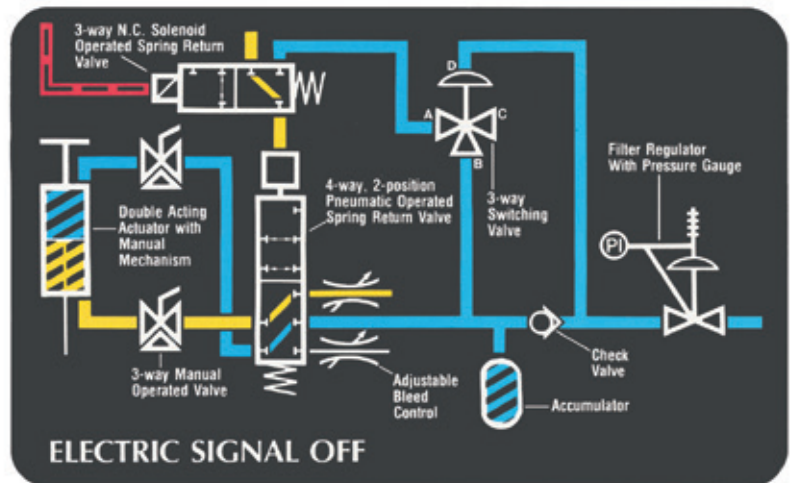 3-way N.C. Solenoid
Operated Spring Return
Valve
D
A
C
B
Filter Regulator
With Pressure Gauge
4-way, 2-position
Pneumatic Operated
Spring Return Valve
3-way
Switching
Valve
PI
Double Acting
Actuator with
Manual
Mechanism
3-way Manual
Operated Valve
Adjustable
Bleed
Control
Check
Valve
Accumulator
ELECTRIC SIGNAL OFF